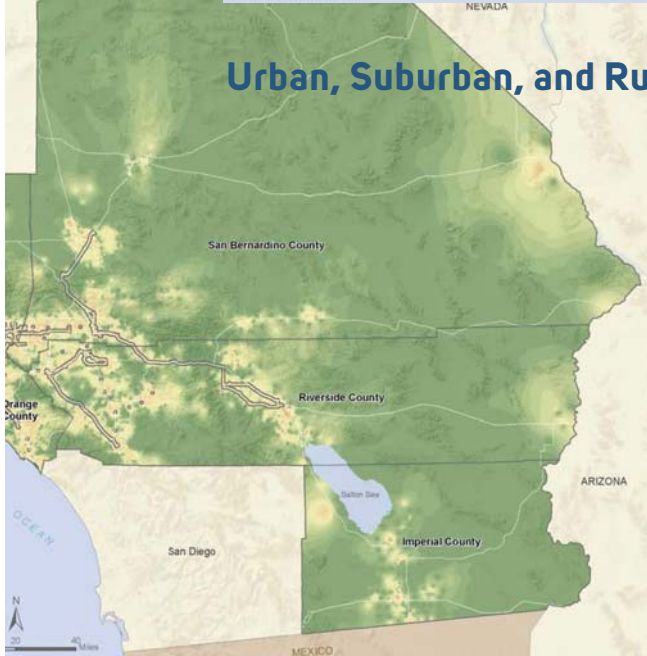 NEVADA
Urban, Suburban, and Ru
San Bernardino County
Orange
County
Riverside County
ARIZONA
Salton Sea
OCEAN
San Diego
Imperial County
N
20 40 Miles
MEXICO